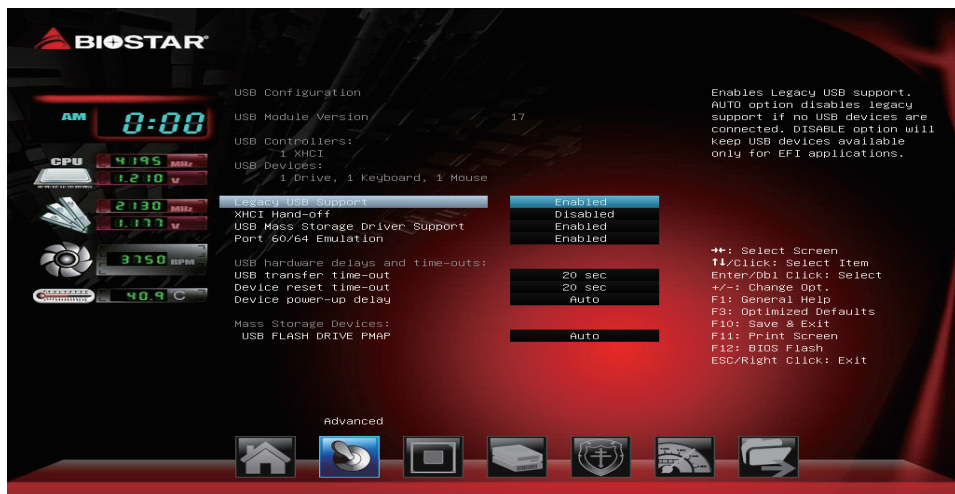 BIOSTAR
AM 0:00
CPU 4195 MHz
1.210 V
2130 MHz
1.177 V
3750 RPM
40.9 C
USB Configuration
USB Module Version 17
USB Controllers:
1 XHCI
USB Devices:
1 Drive, 1 Keyboard, 1 Mouse
Legacy USB Support Enabled
XHCI Hand-off Disabled
USB Mass Storage Driver Support Enabled
Port 60/64 Emulation Enabled
USB hardware delays and time-outs:
USB transfer time-out 20 sec
Device reset time-out 20 sec
Device power-up delay Auto
Mass Storage Devices:
USB FLASH DRIVE PMAP Auto
Enables Legacy USB support.
AUTO option disables legacy
support if no USB devices are
connected. DISABLE option will
keep USB devices available
only for EFI applications.
→←: Select Screen
↑↓/Click: Select Item
Enter/Dbl Click: Select
+/-: Change Opt.
F1: General Help
F3: Optimized Defaults
F10: Save & Exit
F11: Print Screen
F12: BIOS Flash
ESC/Right Click: Exit
Advanced